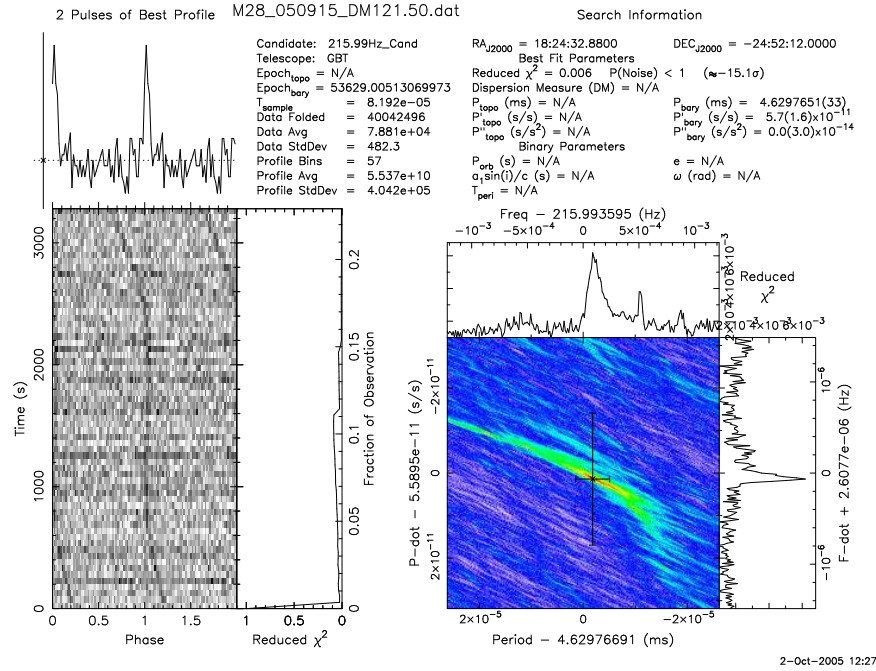 2 Pulses of Best Profile
M28_050915_DM121.50.dat
Search Information
Candidate: 215.99Hz_Cand
Telescope: GBT
Epoch_topo = N/A
Epoch_bary = 53629.00513069973
T_sample = 8.192e-05
Data Folded = 40042496
Data Avg = 7.881e+04
Data StdDev = 482.3
Profile Bins = 57
Profile Avg = 5.537e+10
Profile StdDev = 4.042e+05
RA_J2000 = 18:24:32.8800 DEC_J2000 = −24:52:12.0000
Best Fit Parameters
Reduced χ² = 0.006 P(Noise) < 1 (≈−15.1σ)
Dispersion Measure (DM) = N/A
P_topo (ms) = N/A P_bary (ms) = 4.6297651(33)
P'_topo (s/s) = N/A P'_bary (s/s) = 5.7(1.6)×10⁻¹¹
P''_topo (s/s²) = N/A P''_bary (s/s²) = 0.0(3.0)×10⁻¹⁴
Binary Parameters
P_orb (s) = N/A e = N/A
a₁sin(i)/c (s) = N/A ω (rad) = N/A
T_peri = N/A
0 1000 2000 3000
Time (s)
0 0.5 1 1.5
Phase
1 0
Reduced χ²
0 0.05 0.1 0.15 0.2
Fraction of Observation
Freq − 215.993595 (Hz)
−10⁻³ −5×10⁻⁴ 0 5×10⁻⁴ 10⁻³
Reduced
χ²
2×10⁻³ 4×10⁻³ 6×10⁻³
2×10⁻³ 4×10⁻³ 6×10⁻³
−2×10⁻¹¹ 0 2×10⁻¹¹
P−dot − 5.5895e−11 (s/s)
10⁻⁶ 0 −10⁻⁶
F−dot + 2.6077e−06 (Hz)
2×10⁻⁵ 0 −2×10⁻⁵
Period − 4.62976691 (ms)
2−Oct−2005 12:27